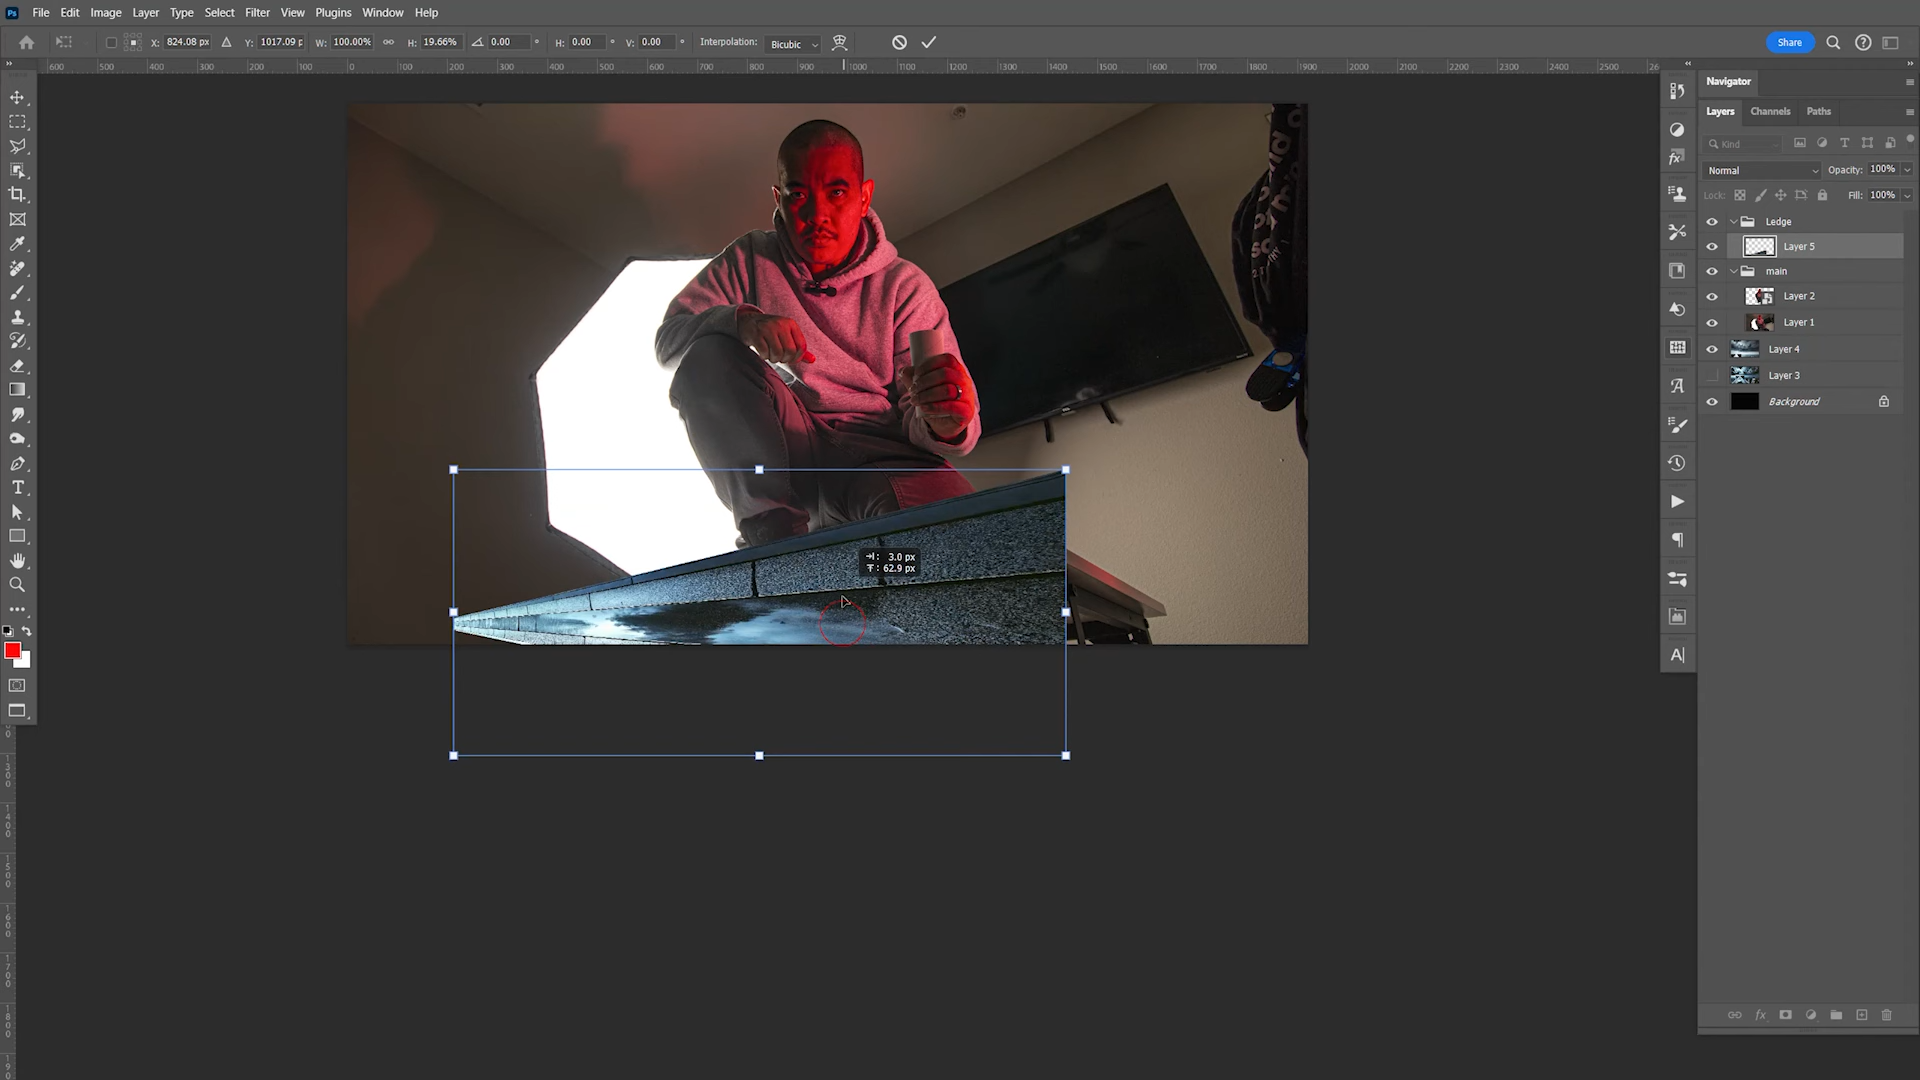 Ps File Edit Image Layer Type Select Filter View Plugins Window Help
X: 824.08 px Y: 1017.09 p W: 100.00% H: 19.66% 0.00 ° H: 0.00 ° V: 0.00 ° Interpolation: Bicubic Share
600 500 400 300 200 100 0 100 200 300 400 500 600 700 800 900 1000 1100 1200 1300 1400 1500 1600 1700 1800 1900 2000 2100 2200 2300 2400 2500 26
Navigator
Layers Channels Paths
Kind
Normal Opacity: 100%
Lock: Fill: 100%
Ledge
Layer 5
main
Layer 2
Layer 1
Layer 4
Layer 3
Background
3.0 px
62.9 px